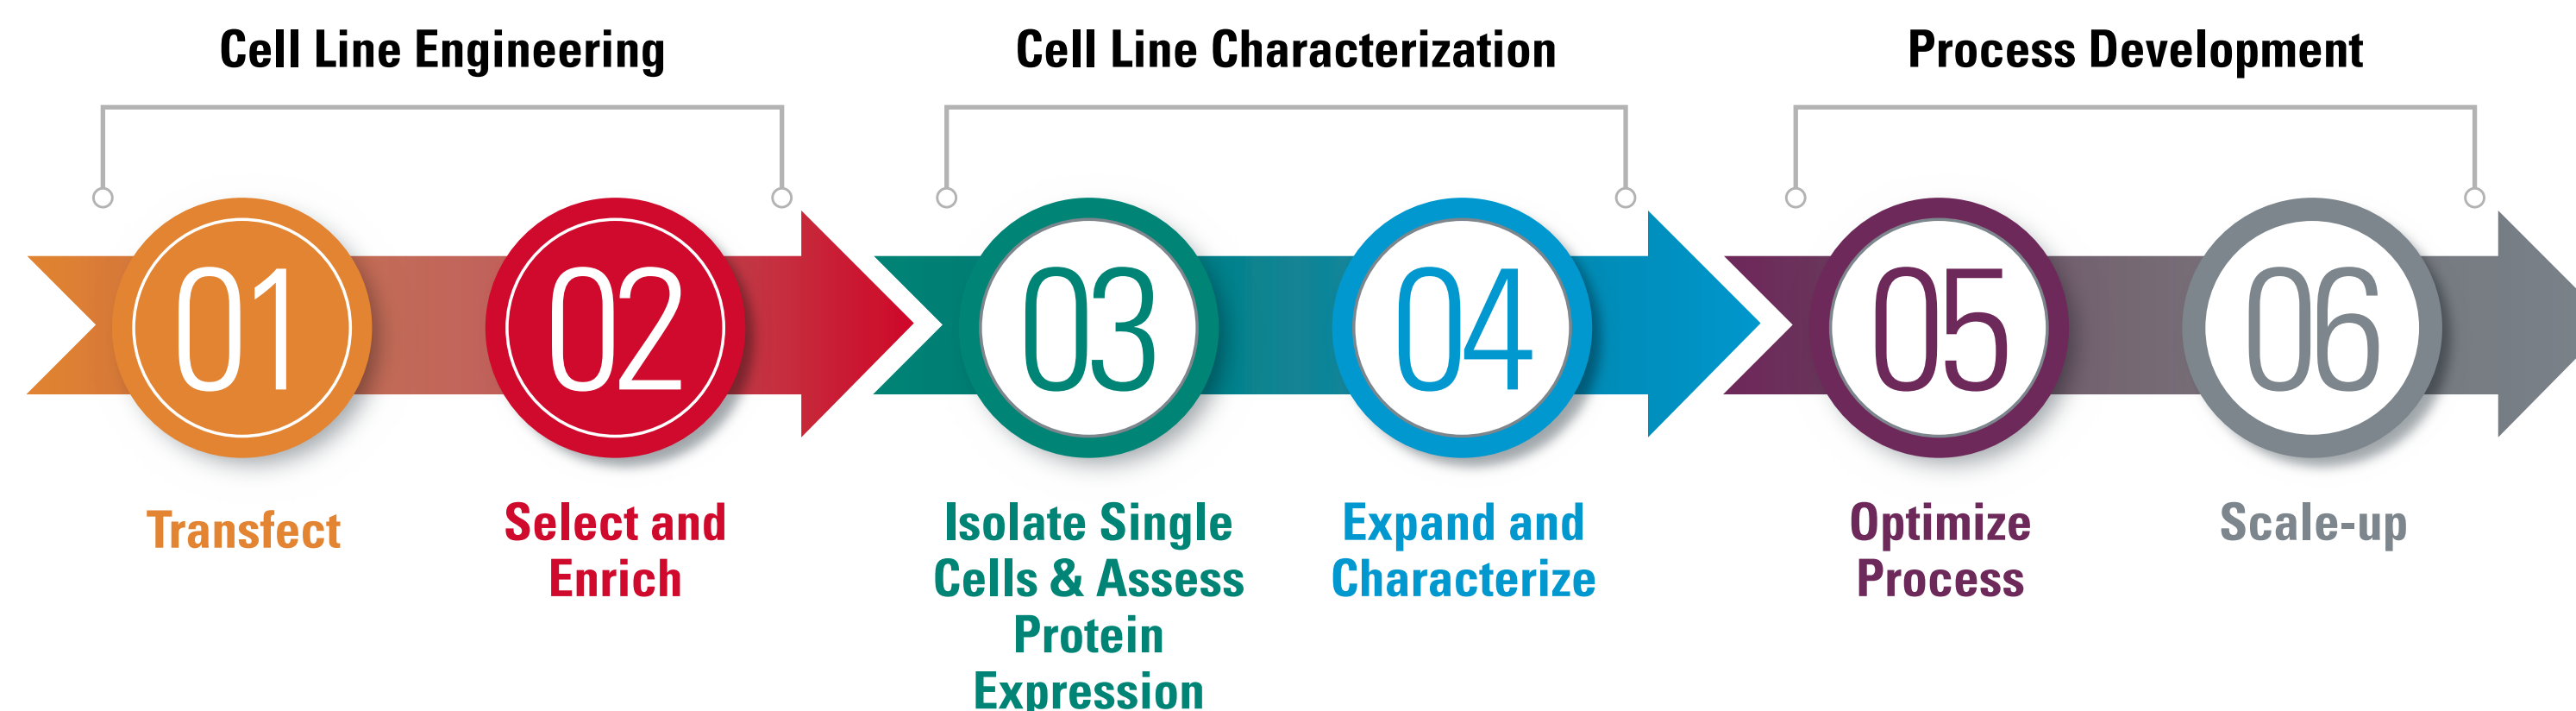 Cell Line Engineering
Cell Line Characterization
Process Development
01
02
03
04
05
06
Transfect
Select and
Enrich
Isolate Single
Cells & Assess
Protein
Expression
Expand and
Characterize
Optimize
Process
Scale-up